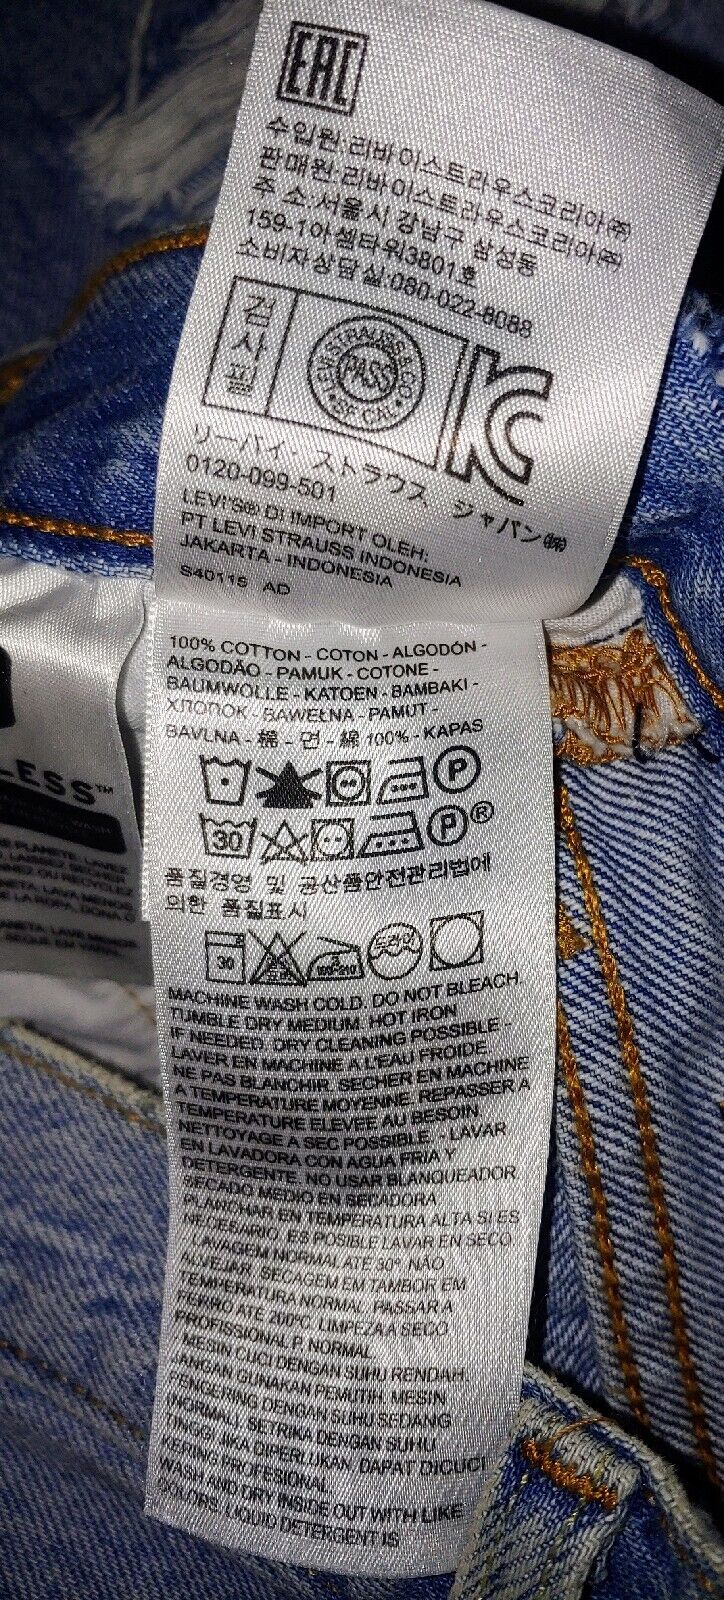 EAC
수입원:리바이스트라우스코리아㈜
판매원:리바이스트라우스코리아㈜
주 소:서울시 강남구 삼성동
159-1아셈타워3801호
소비자상담실:080-022-8088
검사필
LEVI STRAUSS & CO.
PASS
SF CAL.
リーバイ・ストラウス ジャパン㈱
0120-099-501
LEVI'S® DI IMPORT OLEH:
PT LEVI STRAUSS INDONESIA
JAKARTA - INDONESIA
S40115 AD
100% COTTON - COTON - ALGODÓN -
ALGODÃO - PAMUK - COTONE -
BAUMWOLLE - KATOEN - BAMBAKI -
ХЛОПОК - BAWEŁNA - PAMUT -
BAVLNA - 棉 - 면 - 綿 100% - KAPAS
P
30 P®
품질경영 및 공산품안전관리법에
의한 품질표시
30 드라이
MACHINE WASH COLD. DO NOT BLEACH.
TUMBLE DRY MEDIUM. HOT IRON
IF NEEDED. DRY CLEANING POSSIBLE -
LAVER EN MACHINE A L'EAU FROIDE.
NE PAS BLANCHIR. SECHER EN MACHINE
A TEMPERATURE MOYENNE. REPASSER A
TEMPERATURE ELEVEE AU BESOIN.
NETTOYAGE A SEC POSSIBLE - LAVAR
EN LAVADORA CON AGUA FRIA Y
DETERGENTE. NO USAR BLANQUEADOR.
SECADO MEDIO EN SECADORA.
PLANCHAR EN TEMPERATURA ALTA SI ES
NECESARIO. ES POSIBLE LAVAR EN SECO.
LAVAGEM NORMAL ATÉ 30° NÃO
ALVEJAR. SECAGEM EM TAMBOR EM
TEMPERATURA NORMAL. PASSAR A
FERRO ATÉ 200°C. LIMPEZA A SECO
PROFISSIONAL P. NORMAL
MESIN CUCI DENGAN SUHU RENDAH.
JANGAN GUNAKAN PEMUTIH. MESIN
PENGERING DENGAN SUHU SEDANG
(NORMAL). SETRIKA DENGAN SUHU
TINGGI JIKA DIPERLUKAN. DAPAT DICUCI
KERING PROFESIONAL
WASH AND DRY INSIDE OUT WITH LIKE
COLORS. LIQUID DETERGENT IS
LESS™